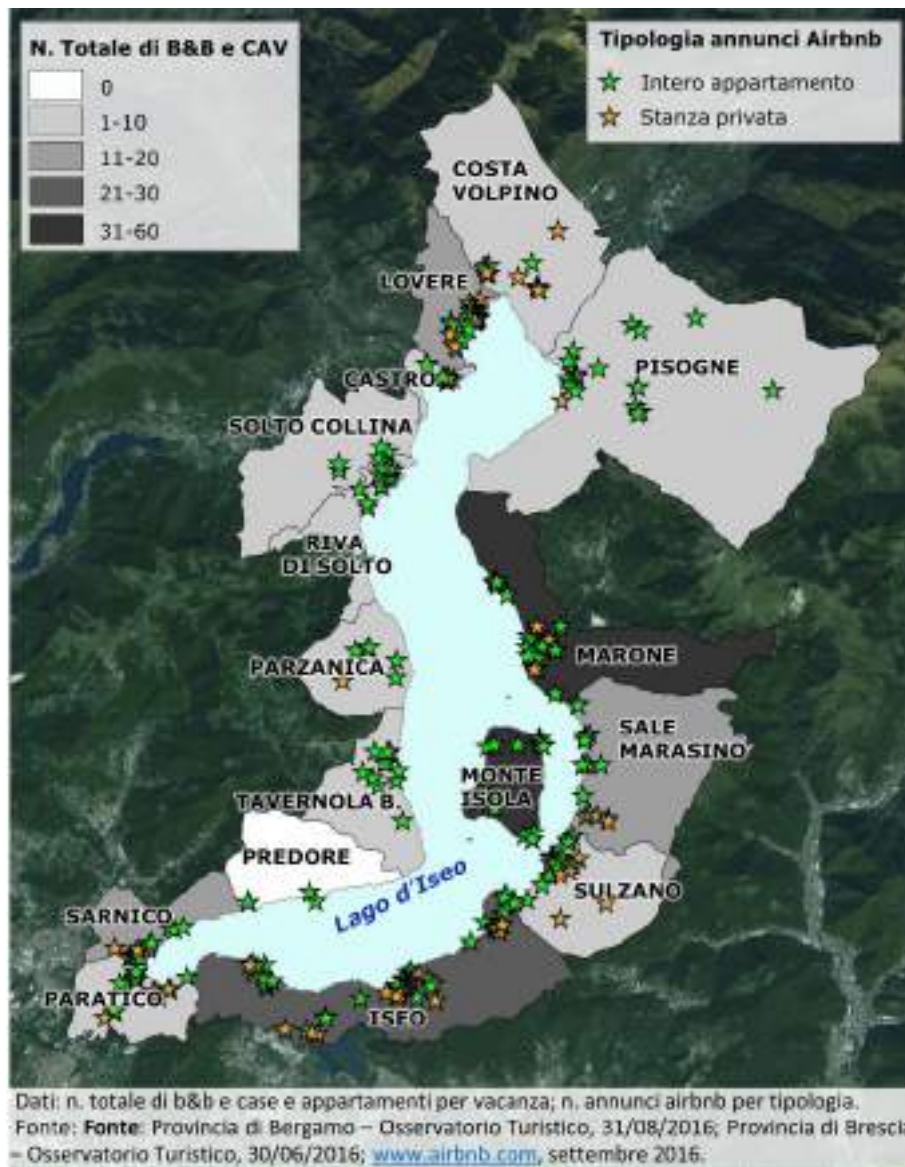 N. Totale di B&B e CAV
0
1-10
11-20
21-30
31-60
Tipologia annunci Airbnb
Intero appartamento
Stanza privata
COSTA
VOLPINO
LOVERE
PISOGNE
CASTRO
SOLTO COLLINA
RIVA
DI SOLTO
PARZANICA
MARONE
SALE
MARASINO
MONTE
ISOLA
TAVERNOLA B.
PREDORE
Lago d'Iseo
SULZANO
SARNICO
PARATICO
ISEO
Dati: n. totale di b&b e case e appartamenti per vacanza; n. annunci airbnb per tipologia.
Fonte: Fonte: Provincia di Bergamo – Osservatorio Turistico, 31/08/2016; Provincia di Brescia
– Osservatorio Turistico, 30/06/2016; www.airbnb.com, settembre 2016.